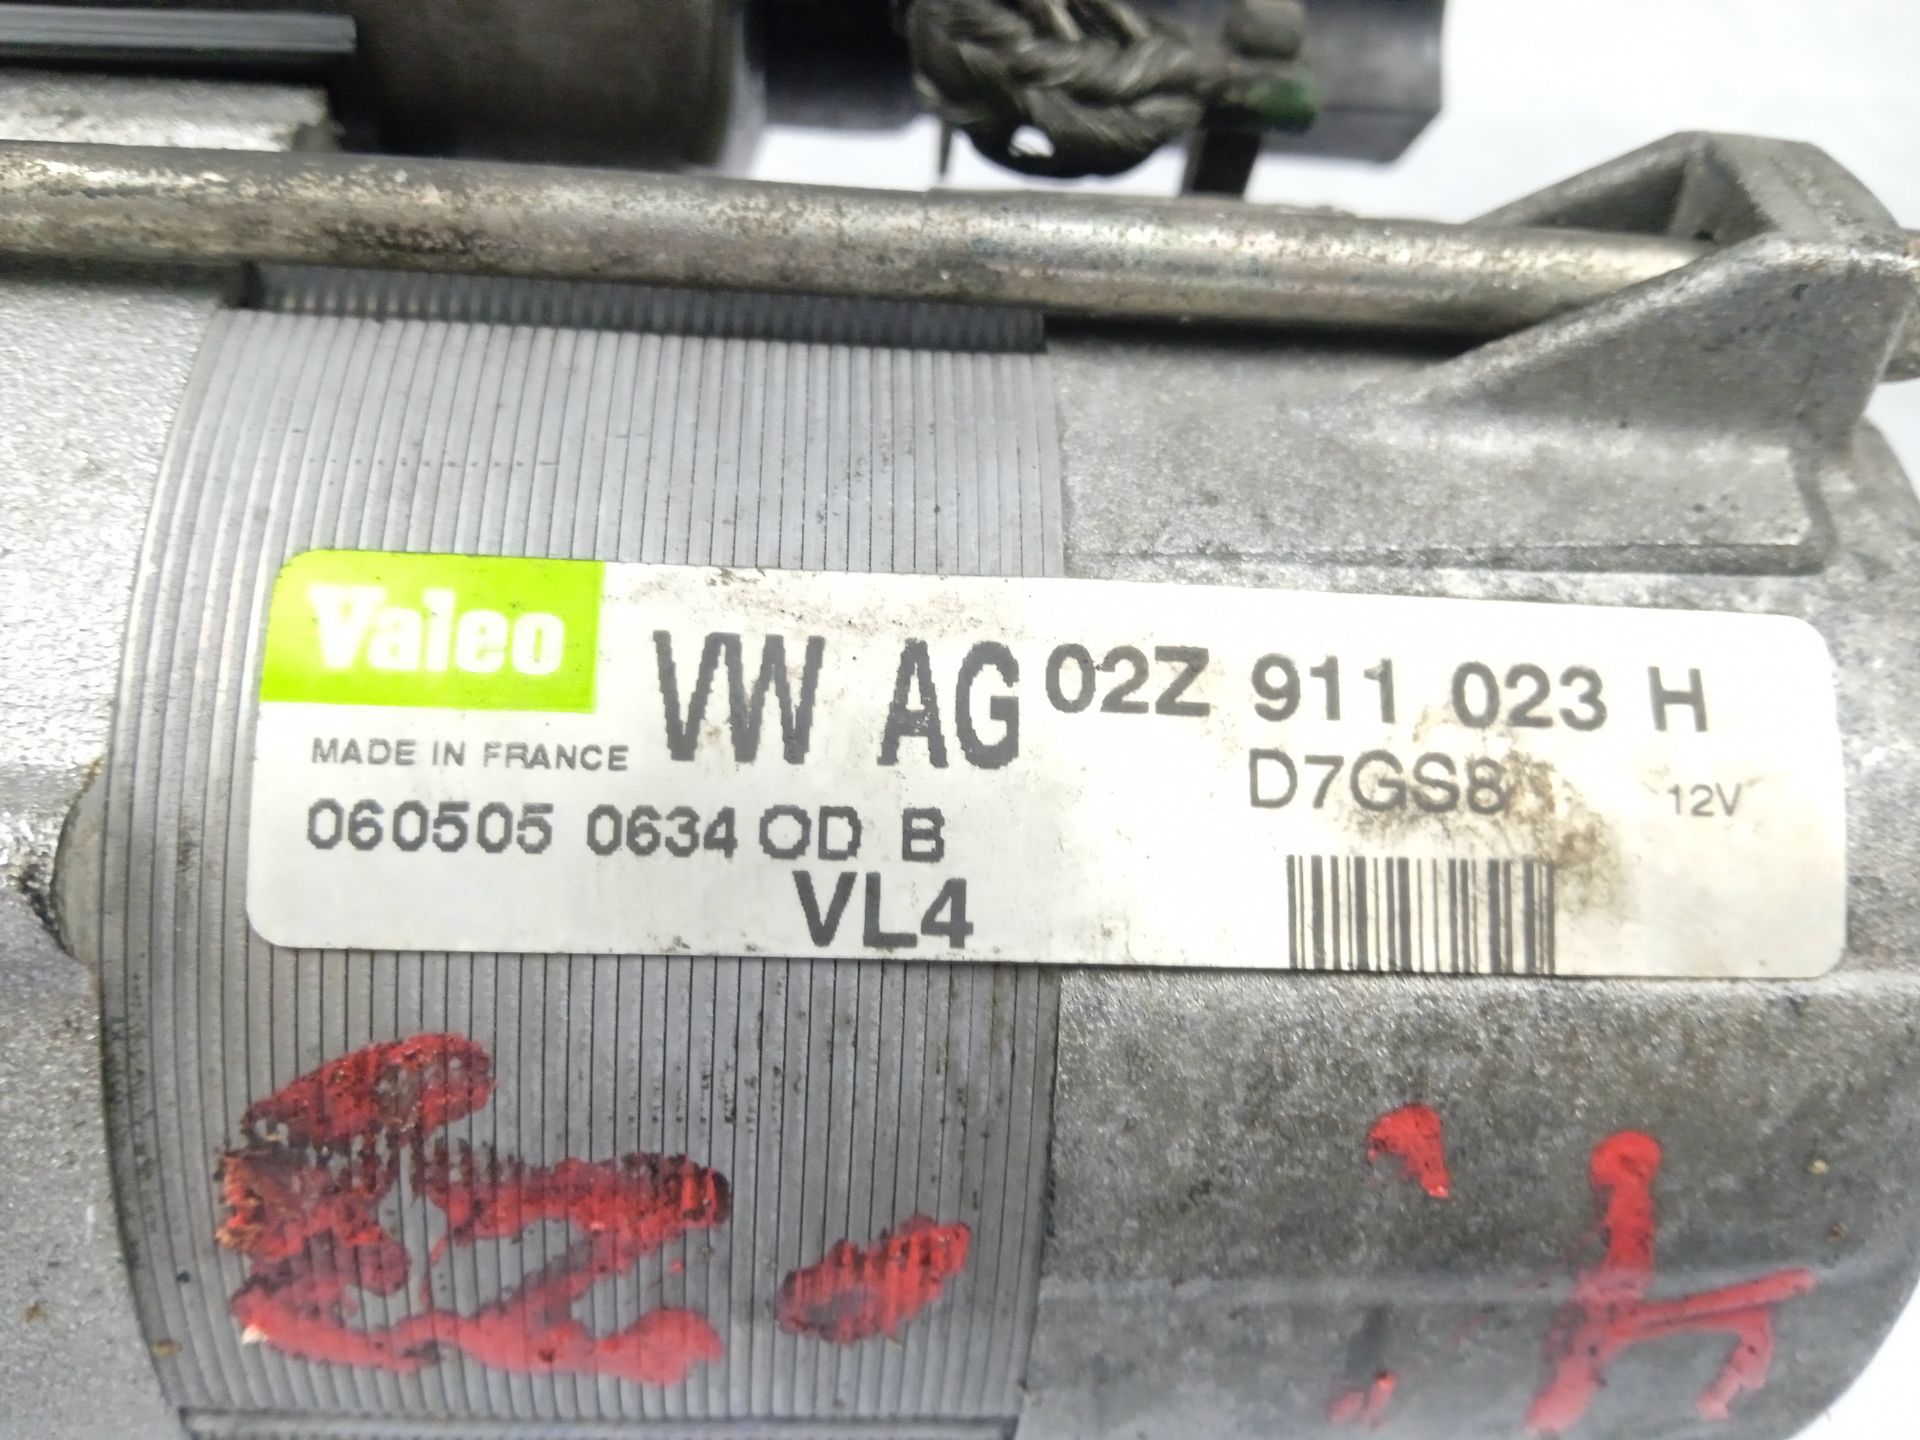 Valeo
VW AG 02Z 911 023 H
MADE IN FRANCE
D7GS8 12V
060505 0634 OD B
VL4